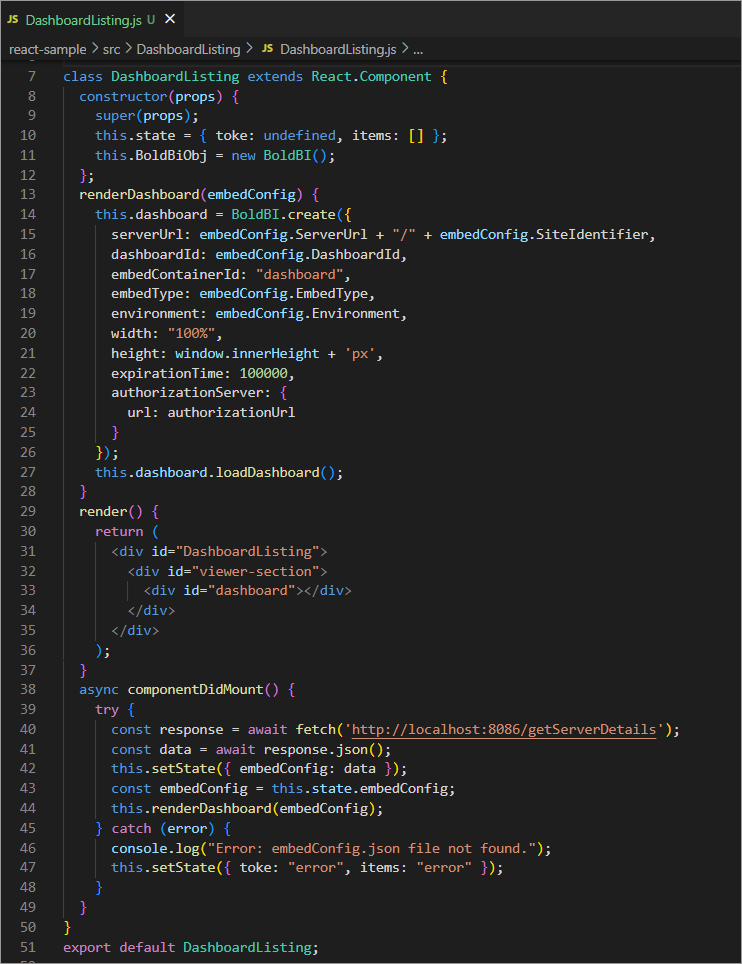 JS DashboardListing.js U ×
react-sample > src > DashboardListing > JS DashboardListing.js > ...
7 class DashboardListing extends React.Component {
8   constructor(props) {
9     super(props);
10     this.state = { toke: undefined, items: [] };
11     this.BoldBiObj = new BoldBI();
12   };
13   renderDashboard(embedConfig) {
14     this.dashboard = BoldBI.create({
15       serverUrl: embedConfig.ServerUrl + "/" + embedConfig.SiteIdentifier,
16       dashboardId: embedConfig.DashboardId,
17       embedContainerId: "dashboard",
18       embedType: embedConfig.EmbedType,
19       environment: embedConfig.Environment,
20       width: "100%",
21       height: window.innerHeight + 'px',
22       expirationTime: 100000,
23       authorizationServer: {
24         url: authorizationUrl
25       }
26     });
27     this.dashboard.loadDashboard();
28   }
29   render() {
30     return (
31       <div id="DashboardListing">
32         <div id="viewer-section">
33           <div id="dashboard"></div>
34         </div>
35       </div>
36     );
37   }
38   async componentDidMount() {
39     try {
40       const response = await fetch('http://localhost:8086/getServerDetails');
41       const data = await response.json();
42       this.setState({ embedConfig: data });
43       const embedConfig = this.state.embedConfig;
44       this.renderDashboard(embedConfig);
45     } catch (error) {
46       console.log("Error: embedConfig.json file not found.");
47       this.setState({ toke: "error", items: "error" });
48     }
49   }
50 }
51 export default DashboardListing;